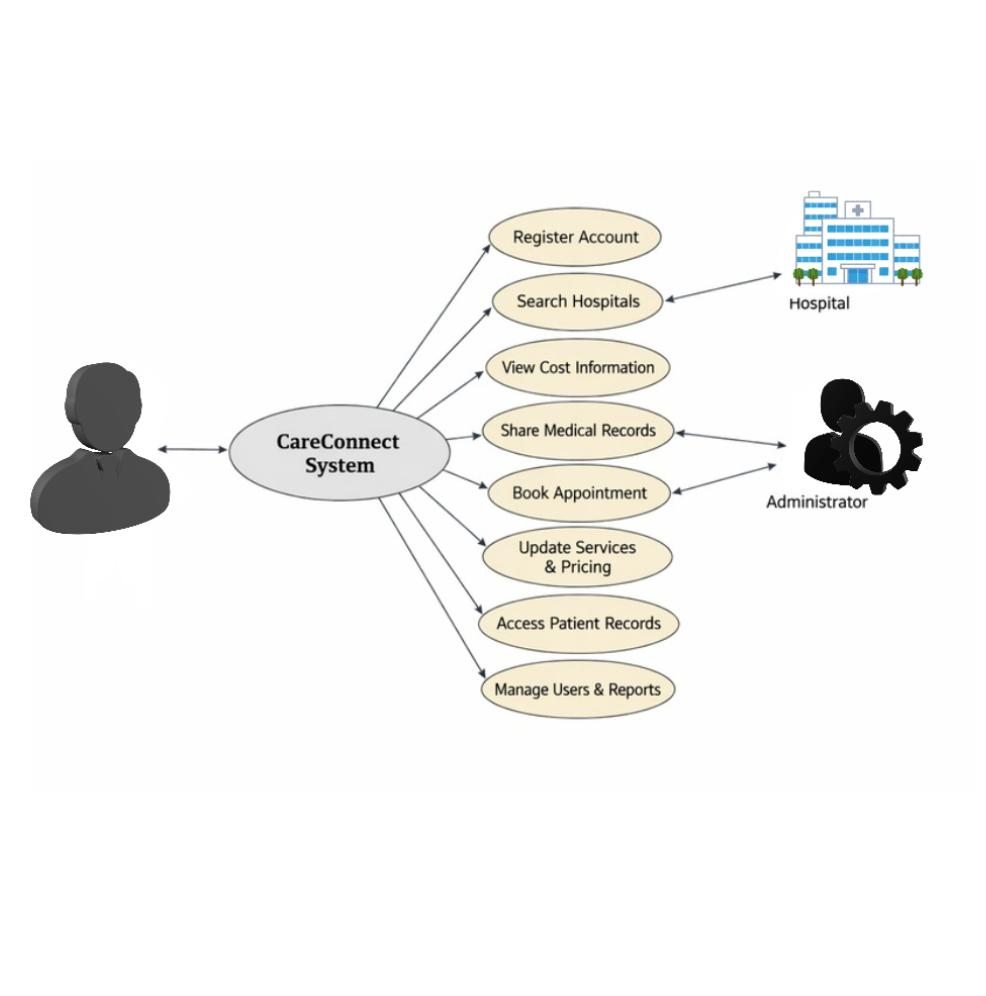 Register Account
Search Hospitals
Hospital
View Cost Information
CareConnect
System
Share Medical Records
Book Appointment
Administrator
Update Services
& Pricing
Access Patient Records
Manage Users & Reports